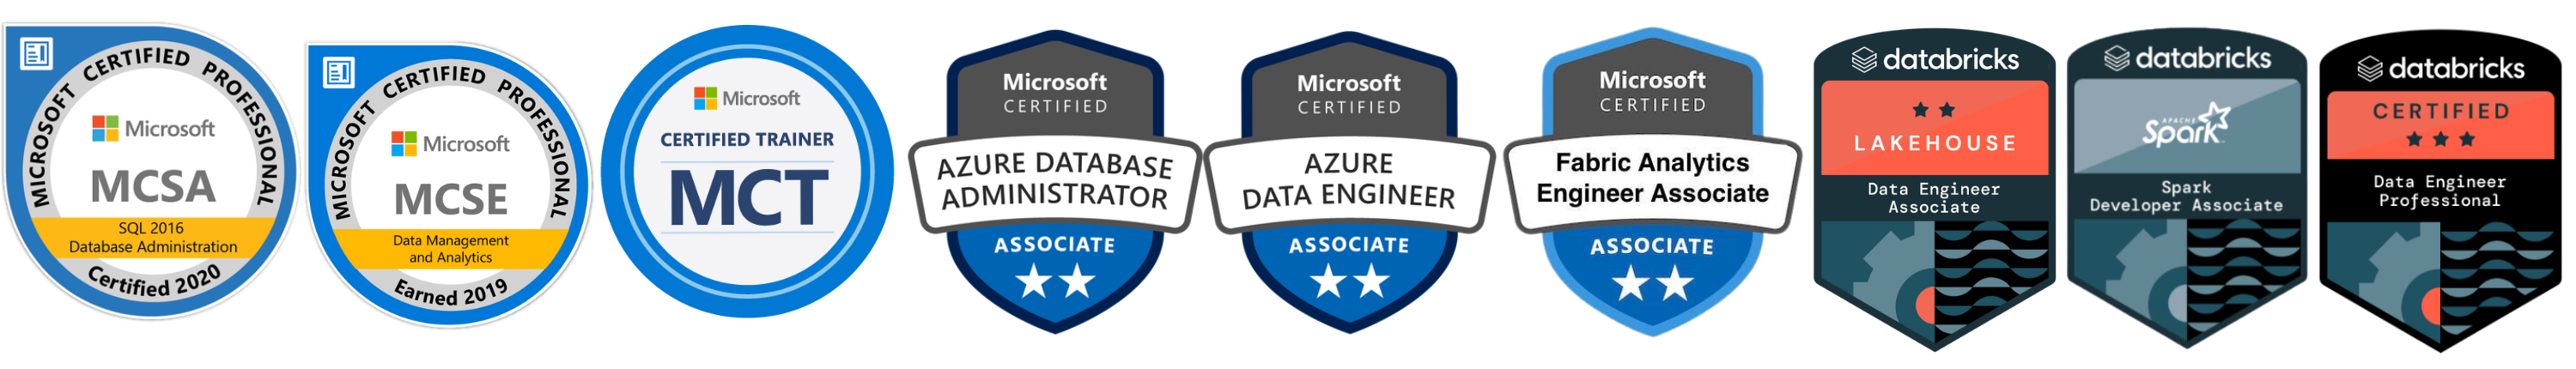 MICROSOFT CERTIFIED PROFESSIONAL
Microsoft
MCSA
SQL 2016
Database Administration
Certified 2020
MICROSOFT CERTIFIED PROFESSIONAL
Microsoft
MCSE
Data Management
and Analytics
Earned 2019
Microsoft
CERTIFIED TRAINER
MCT
Microsoft
CERTIFIED
AZURE DATABASE
ADMINISTRATOR
ASSOCIATE
Microsoft
CERTIFIED
AZURE
DATA ENGINEER
ASSOCIATE
Microsoft
CERTIFIED
Fabric Analytics
Engineer Associate
ASSOCIATE
databricks
LAKEHOUSE
Data Engineer
Associate
databricks
APACHE
Spark
Spark
Developer Associate
databricks
CERTIFIED
Data Engineer
Professional